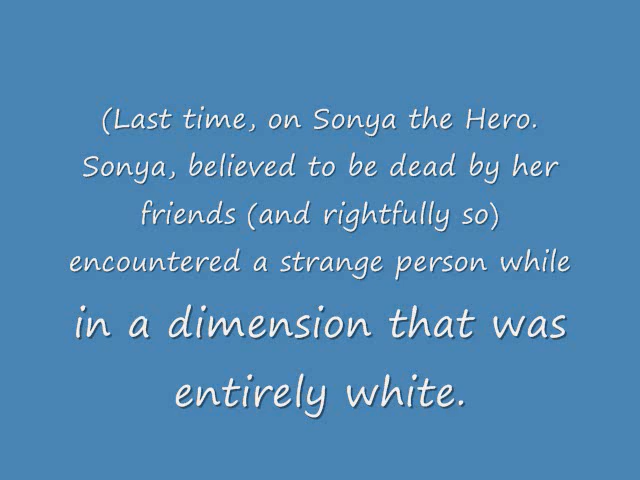 (Last time, on Sonya the Hero.
Sonya, believed to be dead by her
friends (and rightfully so)
encountered a strange person while
in a dimension that was
entirely white.